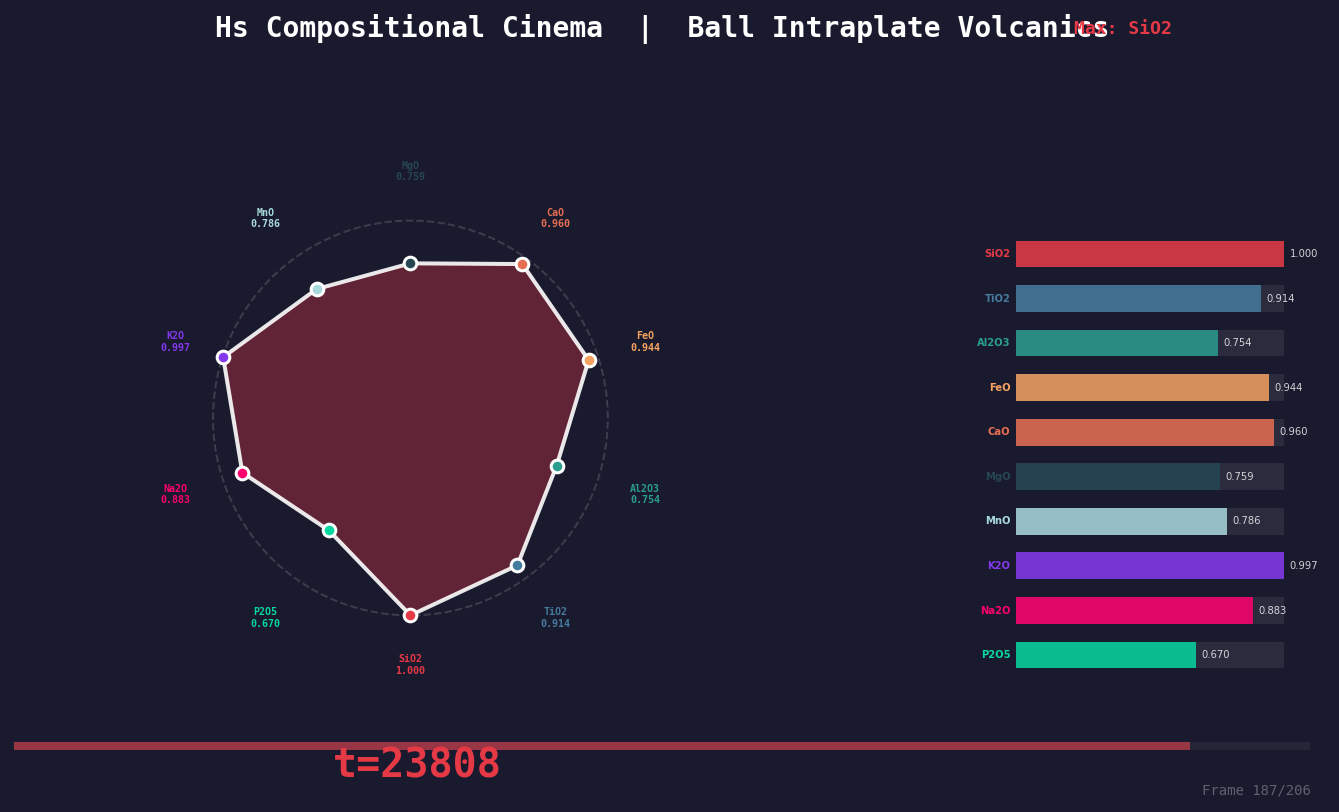 Hs Compositional Cinema | Ball Intraplate Volcanics
Max: SiO2
MgO
0.759
MnO
0.786
CaO
0.960
K2O
0.997
FeO
0.944
Na2O
0.883
Al2O3
0.754
P2O5
0.670
TiO2
0.914
SiO2
1.000
SiO2 1.000
TiO2 0.914
Al2O3 0.754
FeO 0.944
CaO 0.960
MgO 0.759
MnO 0.786
K2O 0.997
Na2O 0.883
P2O5 0.670
t=23808
Frame 187/206